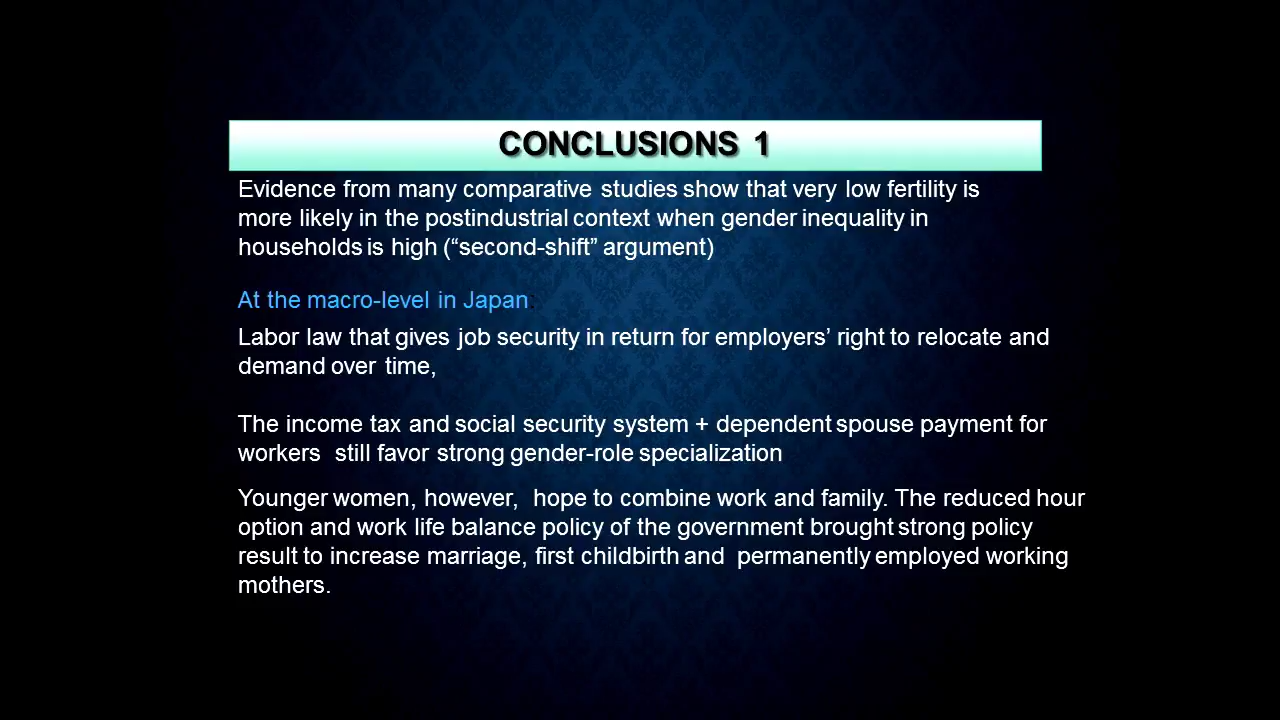 CONCLUSIONS 1
Evidence from many comparative studies show that very low fertility is
more likely in the postindustrial context when gender inequality in
households is high (“second-shift” argument)
At the macro-level in Japan:
Labor law that gives job security in return for employers’ right to relocate and
demand over time,
The income tax and social security system + dependent spouse payment for
workers still favor strong gender-role specialization
Younger women, however, hope to combine work and family. The reduced hour
option and work life balance policy of the government brought strong policy
result to increase marriage, first childbirth and permanently employed working
mothers.